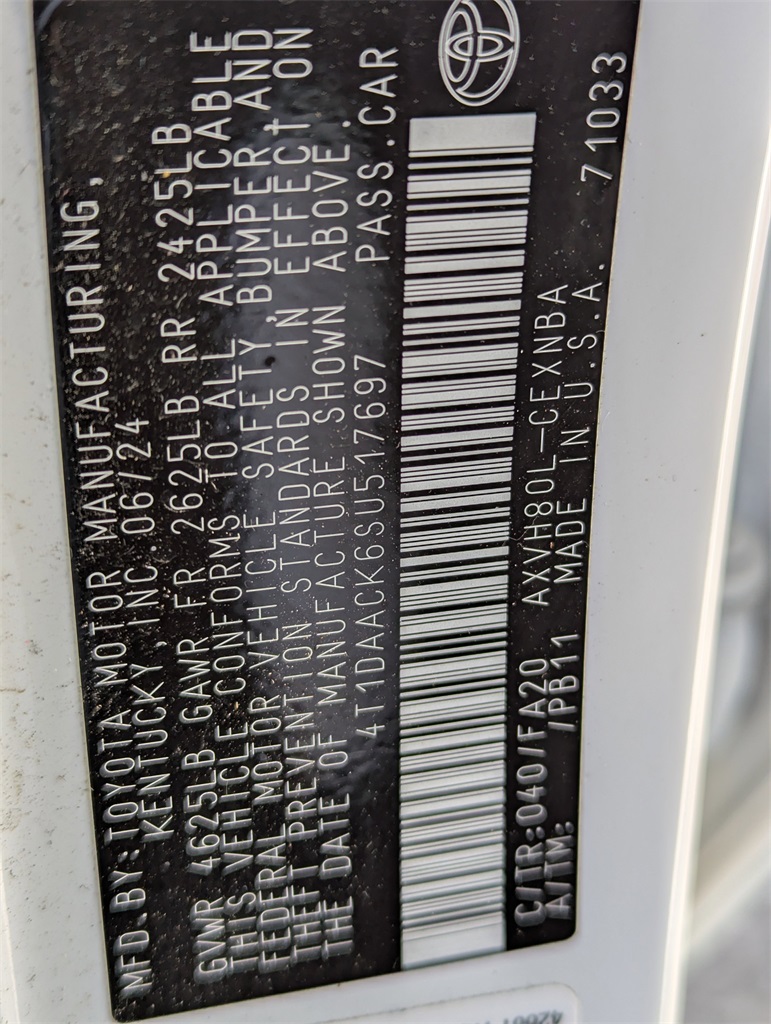 MFD.BY:TOYOTA MOTOR MANUFACTURING,
KENTUCKY,INC.06/24
GVWR 4625LB GAWR FR 2625LB RR 2425LB
THIS VEHICLE CONFORMS TO ALL APPLICABLE
FEDERAL MOTOR VEHICLE SAFETY,BUMPER AND
THEFT PREVENTION STANDARDS IN EFFECT ON
THE DATE OF MANUFACTURE SHOWN ABOVE.
4T1DAACK6SU517697 PASS.CAR
C/TR:040/FA20 AXVH80L-CEXNBA
A/TM: /PB11 MADE IN U.S.A. 71033